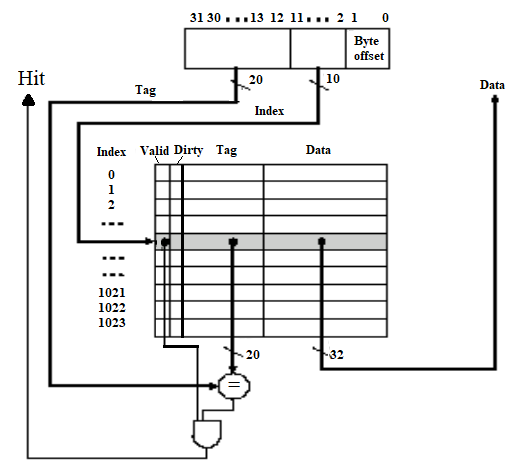 31 30 ▪▪▪▪ 13 12 11 ▪▪▪▪ 2 1 0
Byte
offset
Hit
20
10
Data
Tag
Index
Index Valid Dirty Tag Data
0
1
2
▪▪▪
▪▪▪
▪▪▪
1021
1022
1023
20
32
=